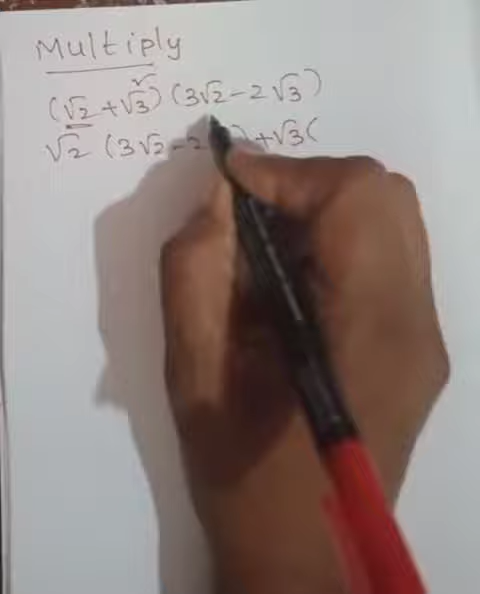 Multiply
(√2 + √3) (3√2 - 2√3)
√2 (3√2 - 2 ) + √3(